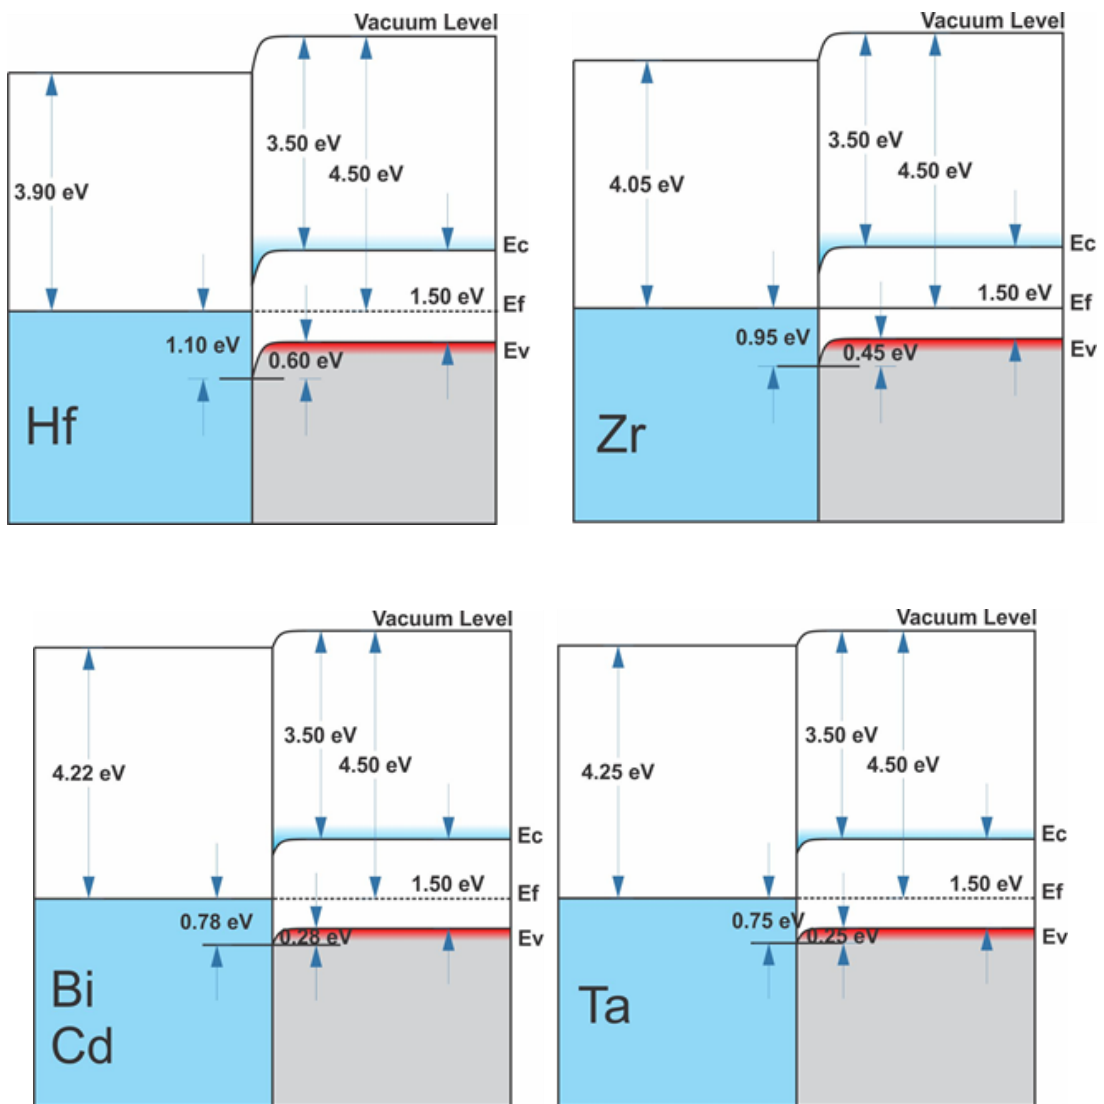 Vacuum Level
3.50 eV
4.50 eV
3.90 eV
Ec
1.50 eV
Ef
1.10 eV
0.60 eV
Ev
Hf
Vacuum Level
3.50 eV
4.50 eV
4.05 eV
Ec
1.50 eV
Ef
0.95 eV
0.45 eV
Ev
Zr
Vacuum Level
3.50 eV
4.50 eV
4.22 eV
Ec
1.50 eV
Ef
0.78 eV
0.28 eV
Ev
Bi
Cd
Vacuum Level
3.50 eV
4.50 eV
4.25 eV
Ec
1.50 eV
Ef
0.75 eV
0.25 eV
Ev
Ta